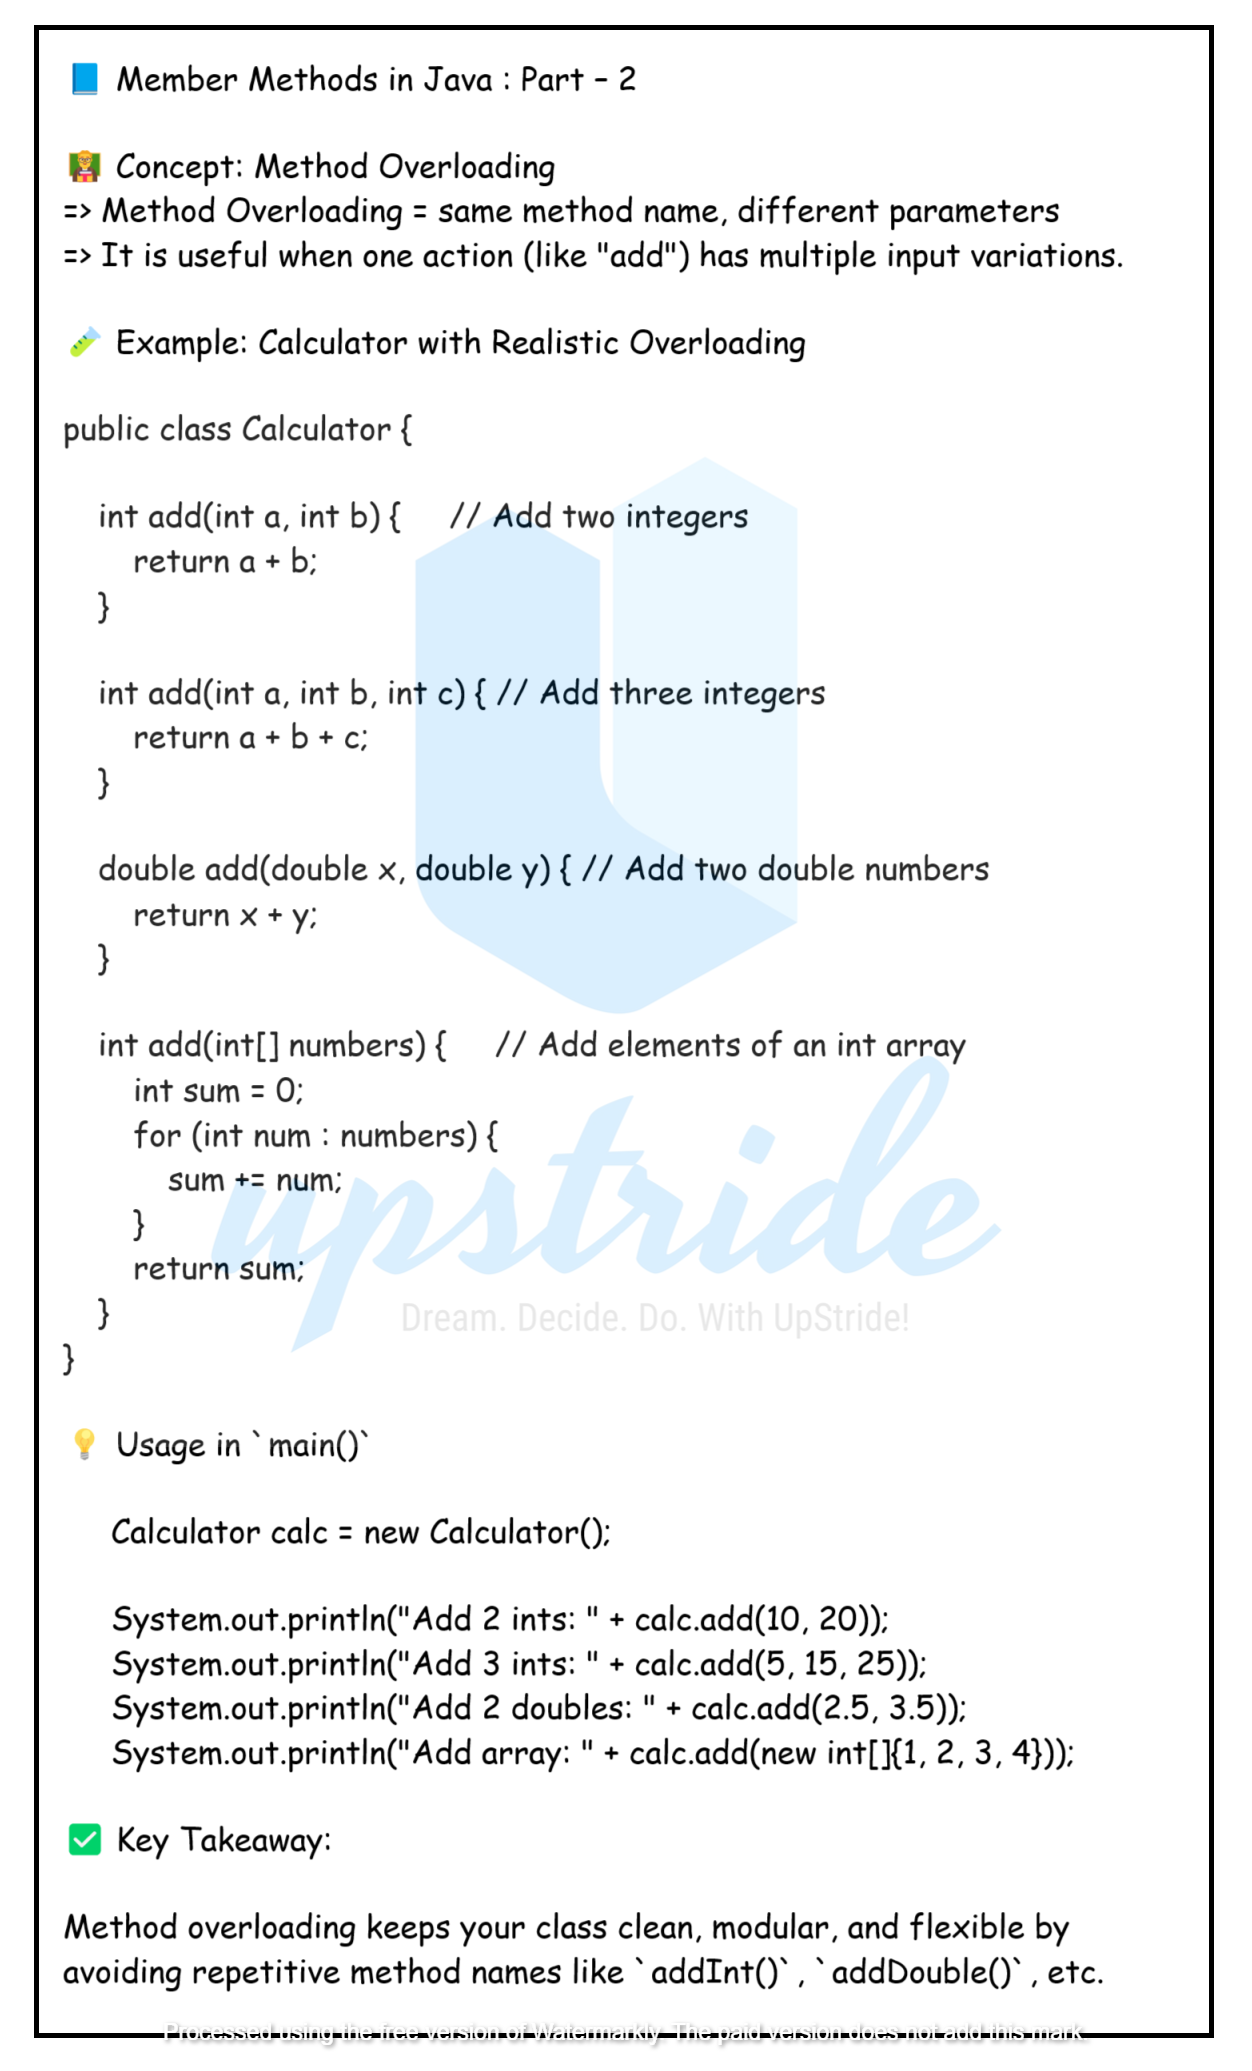 📘 Member Methods in Java : Part – 2
👩‍🏫 Concept: Method Overloading
=> Method Overloading = same method name, different parameters
=> It is useful when one action (like "add") has multiple input variations.
🧪 Example: Calculator with Realistic Overloading
public class Calculator {
    int add(int a, int b) {     // Add two integers
        return a + b;
    }
    int add(int a, int b, int c) { // Add three integers
        return a + b + c;
    }
    double add(double x, double y) { // Add two double numbers
        return x + y;
    }
    int add(int[] numbers) {     // Add elements of an int array
        int sum = 0;
        for (int num : numbers) {
            sum += num;
        }
        return sum;
    }
}
upstride
Dream. Decide. Do. With UpStride!
💡 Usage in `main()`
    Calculator calc = new Calculator();
    System.out.println("Add 2 ints: " + calc.add(10, 20));
    System.out.println("Add 3 ints: " + calc.add(5, 15, 25));
    System.out.println("Add 2 doubles: " + calc.add(2.5, 3.5));
    System.out.println("Add array: " + calc.add(new int[]{1, 2, 3, 4}));
✅ Key Takeaway:
Method overloading keeps your class clean, modular, and flexible by
avoiding repetitive method names like `addInt()`, `addDouble()`, etc.
Processed using the free version of Watermarkly. The paid version does not add this mark.